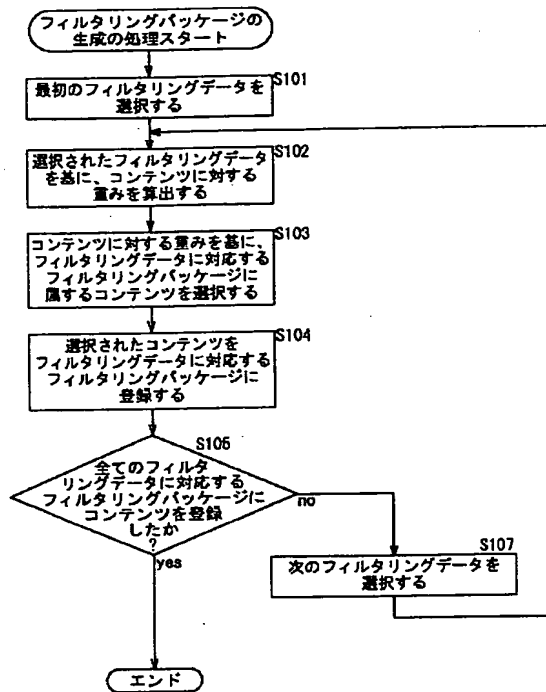 フィルタリングパッケージの
生成の処理スタート
S101
最初のフィルタリングデータを
選択する
S102
選択されたフィルタリングデータ
を基に、コンテンツに対する
重みを算出する
S103
コンテンツに対する重みを基に、
フィルタリングデータに対応する
フィルタリングパッケージに
属するコンテンツを選択する
S104
選択されたコンテンツを
フィルタリングデータに対応する
フィルタリングパッケージに
登録する
S105
全てのフィルタ
リングデータに対応する
フィルタリングパッケージに
コンテンツを登録
したか
?
no
yes
S107
次のフィルタリングデータを
選択する
エンド